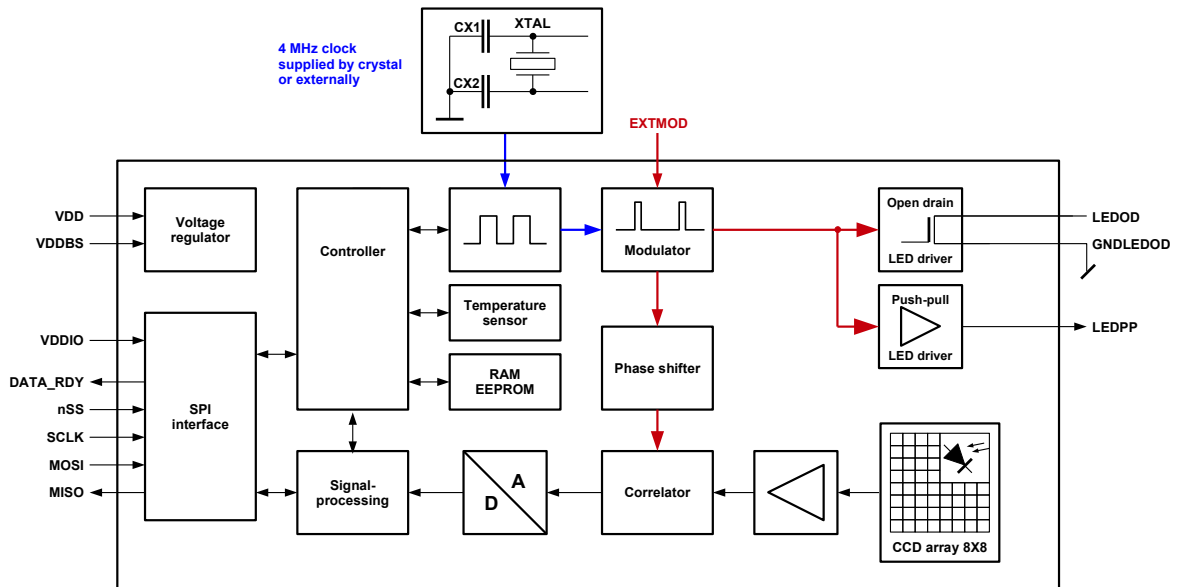 CX1
XTAL
CX2
4 MHz clock
supplied by crystal
or externally
EXTMOD
VDD
VDDBS
Voltage
regulator
Controller
Modulator
Open drain
LED driver
LEDOD
GNDLEDOD
Temperature
sensor
Push-pull
LED driver
LEDPP
VDDIO
DATA_RDY
nSS
SCLK
MOSI
MISO
SPI
interface
RAM
EEPROM
Phase shifter
Signal-
processing
A
D
Correlator
CCD array 8X8